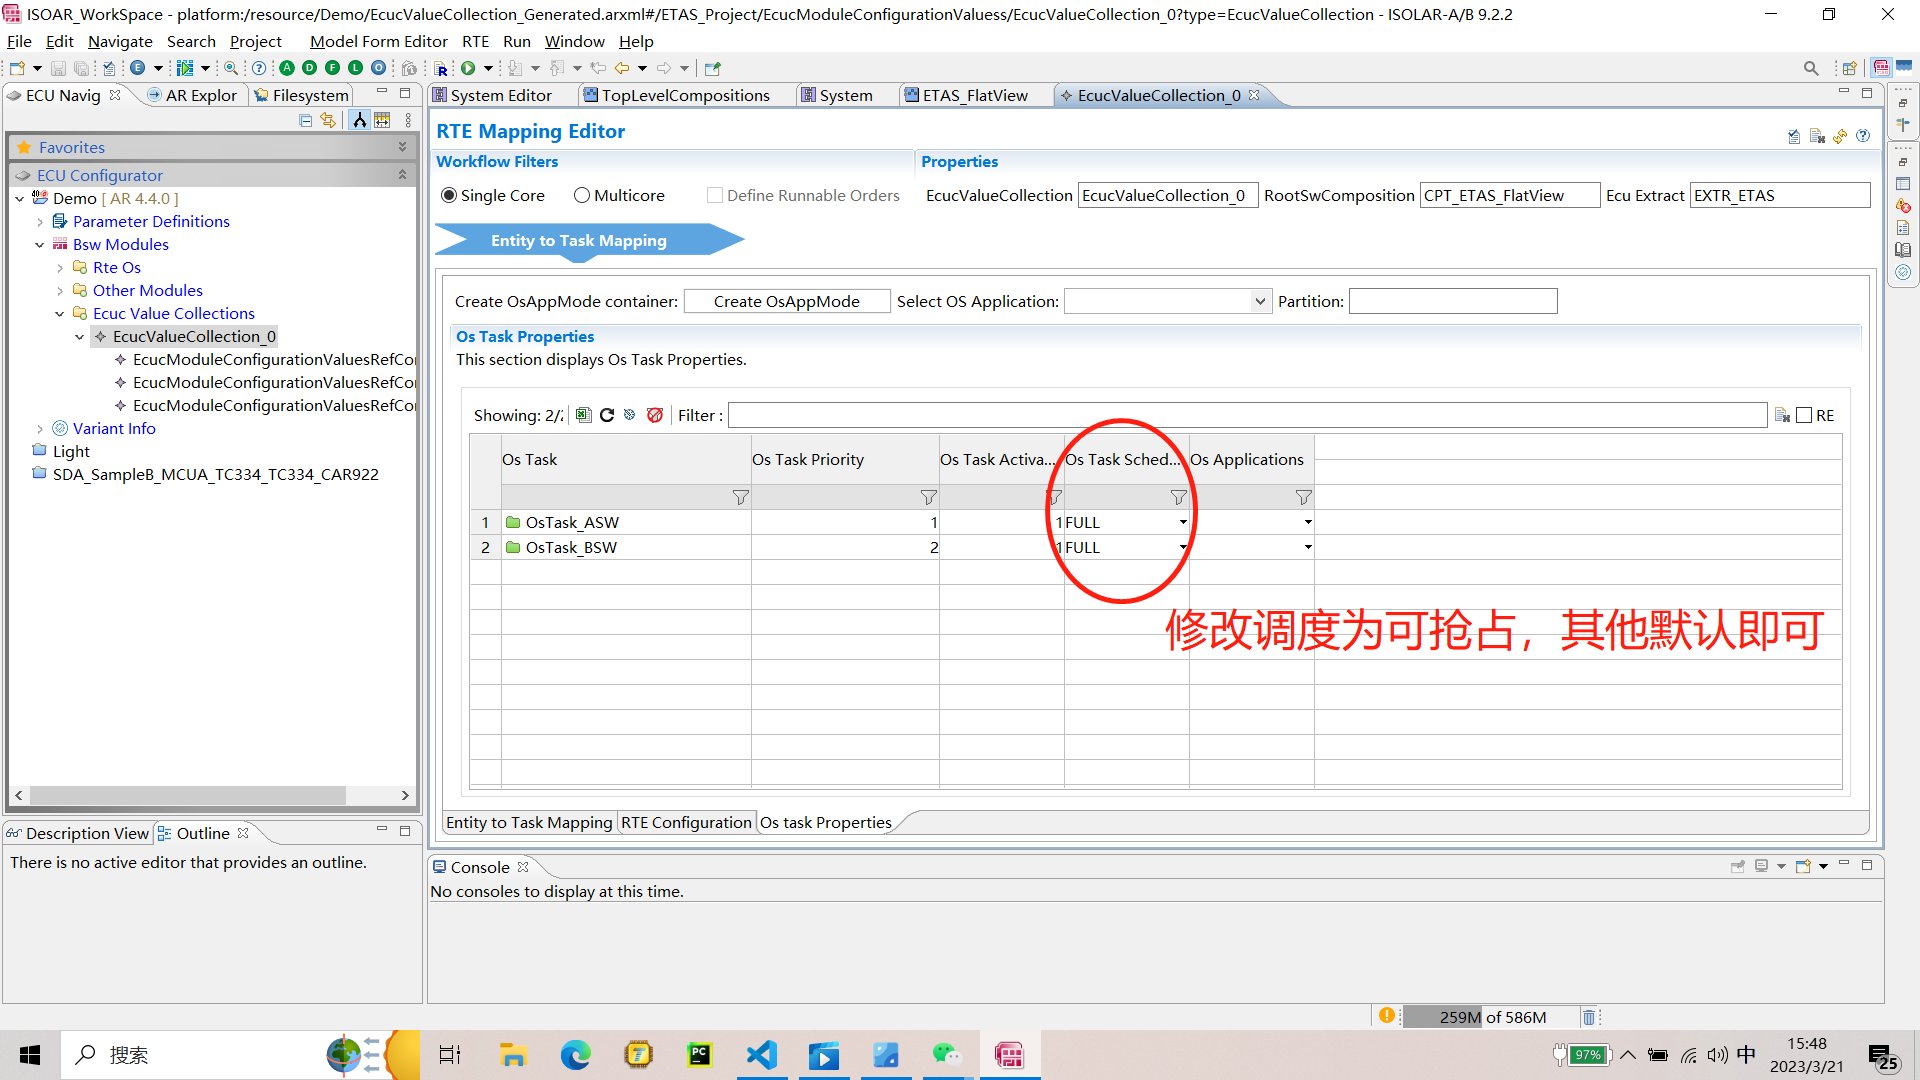 ISOAR_WorkSpace - platform:/resource/Demo/EcucValueCollection_Generated.arxml#/ETAS_Project/EcucModuleConfigurationValuess/EcucValueCollection_0?type=EcucValueCollection - ISOLAR-A/B 9.2.2
File Edit Navigate Search Project Model Form Editor RTE Run Window Help
ECU Navig AR Explor Filesystem
System Editor TopLevelCompositions System ETAS_FlatView EcucValueCollection_0
RTE Mapping Editor
Favorites
Workflow Filters Properties
ECU Configurator
Single Core Multicore Define Runnable Orders EcucValueCollection EcucValueCollection_0 RootSwComposition CPT_ETAS_FlatView Ecu Extract EXTR_ETAS
Demo [ AR 4.4.0 ]
Parameter Definitions
Bsw Modules
Rte Os
Other Modules
Ecuc Value Collections
EcucValueCollection_0
EcucModuleConfigurationValuesRefCo
EcucModuleConfigurationValuesRefCo
EcucModuleConfigurationValuesRefCo
Variant Info
Light
SDA_SampleB_MCUA_TC334_TC334_CAR922
Entity to Task Mapping
Create OsAppMode container: Create OsAppMode Select OS Application: Partition:
Os Task Properties
This section displays Os Task Properties.
Showing: 2/ Filter : RE
Os Task Os Task Priority Os Task Activa... Os Task Sched... Os Applications
1 OsTask_ASW 1 1 FULL
2 OsTask_BSW 2 1 FULL
修改调度为可抢占，其他默认即可
Entity to Task Mapping RTE Configuration Os task Properties
Description View Outline
There is no active editor that provides an outline.
Console
No consoles to display at this time.
259M of 586M
搜索
97%
中
15:48
2023/3/21
25